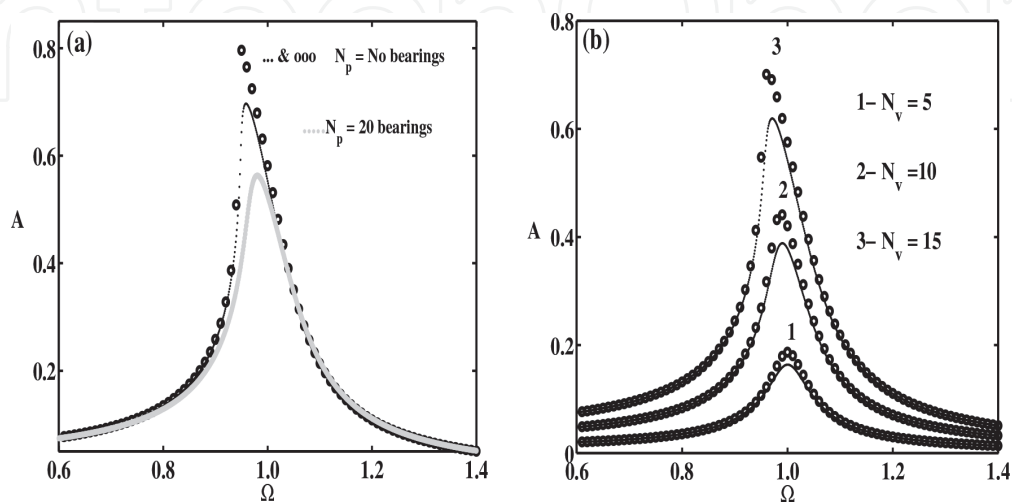 (a)
... & ooo N_p = No bearings
N_p = 20 bearings
A
0.8
0.6
0.4
0.2
0.6
0.8
1.0
1.2
1.4
Ω
(b)
3
1– N_v = 5
2– N_v =10
3– N_v = 15
2
1
A
0.8
0.6
0.4
0.2
0
0.6
0.8
1.0
1.2
1.4
Ω